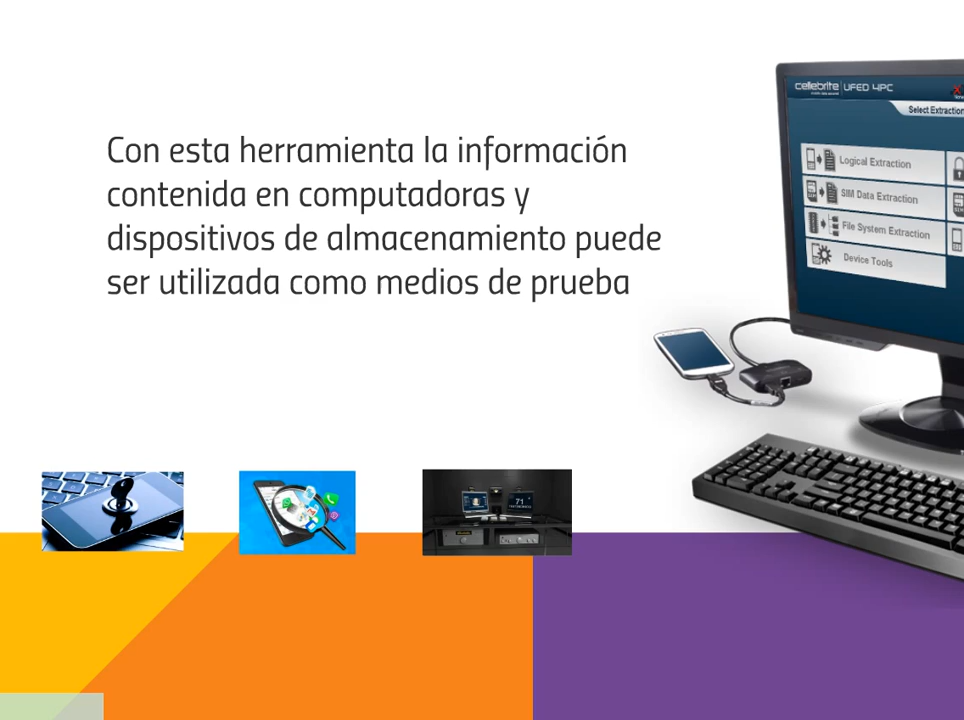 Con esta herramienta la información
contenida en computadoras y
dispositivos de almacenamiento puede
ser utilizada como medios de prueba
cellebrite UFED 4PC
Select Extraction
Logical Extraction
SIM Data Extraction
File System Extraction
Device Tools
71